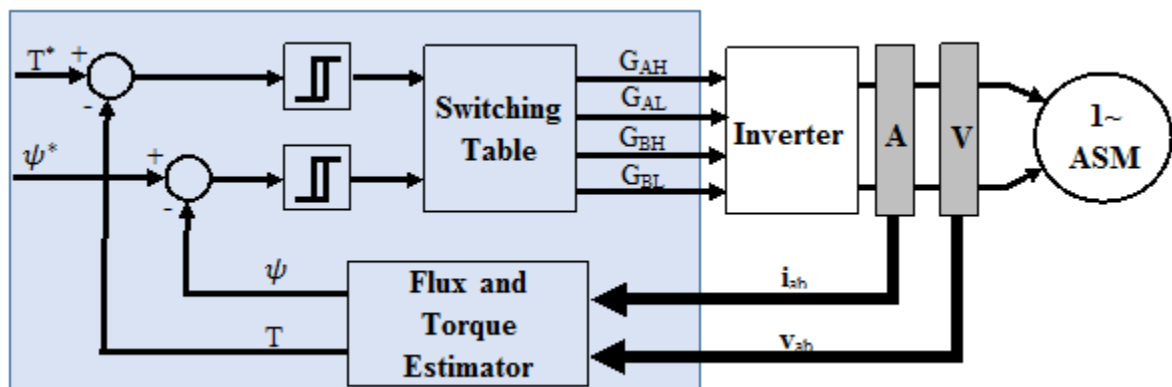 T*
+
-
ψ*
+
-
Switching
Table
G_AH
G_AL
G_BH
G_BL
Inverter
A
V
1~
ASM
ψ
T
Flux and
Torque
Estimator
i_ab
v_ab